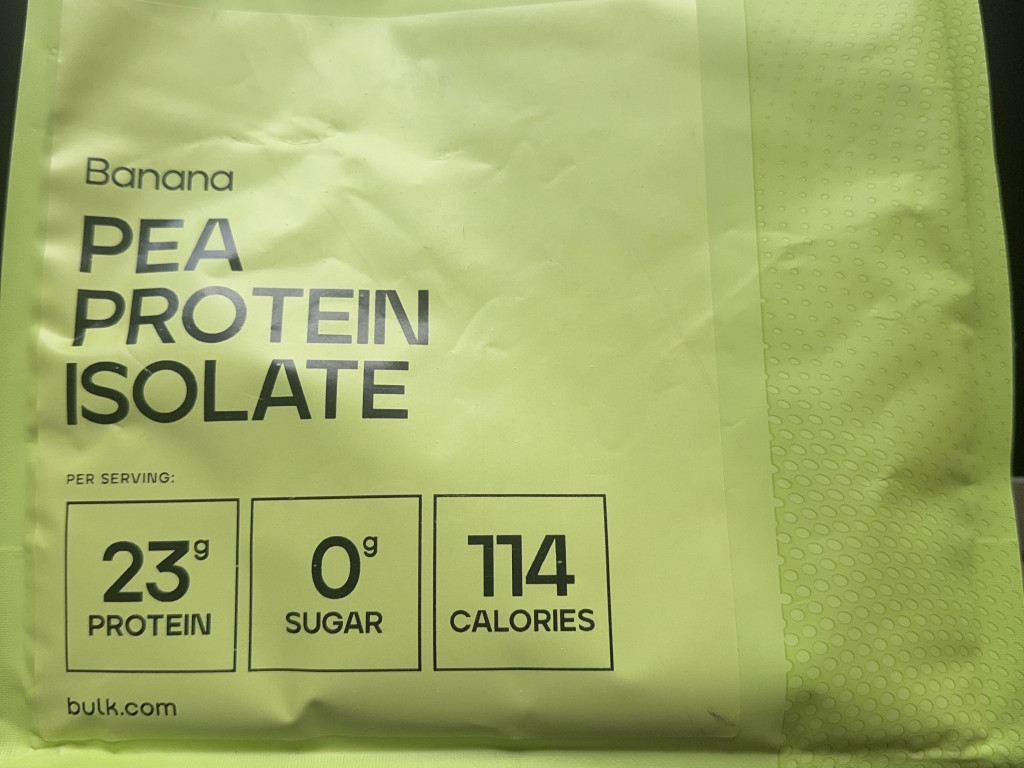 Banana
PEA
PROTEIN
ISOLATE
PER SERVING:
23g
PROTEIN
0g
SUGAR
114
CALORIES
bulk.com